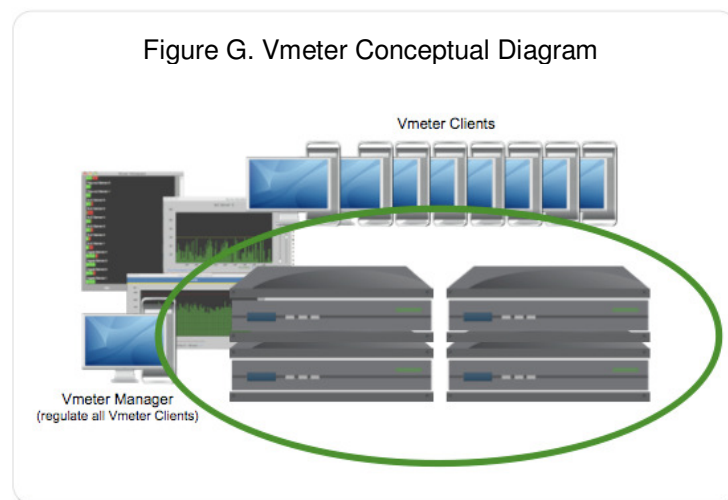 Figure G. Vmeter Conceptual Diagram
Vmeter Clients
Vmeter Manager
(regulate all Vmeter Clients)